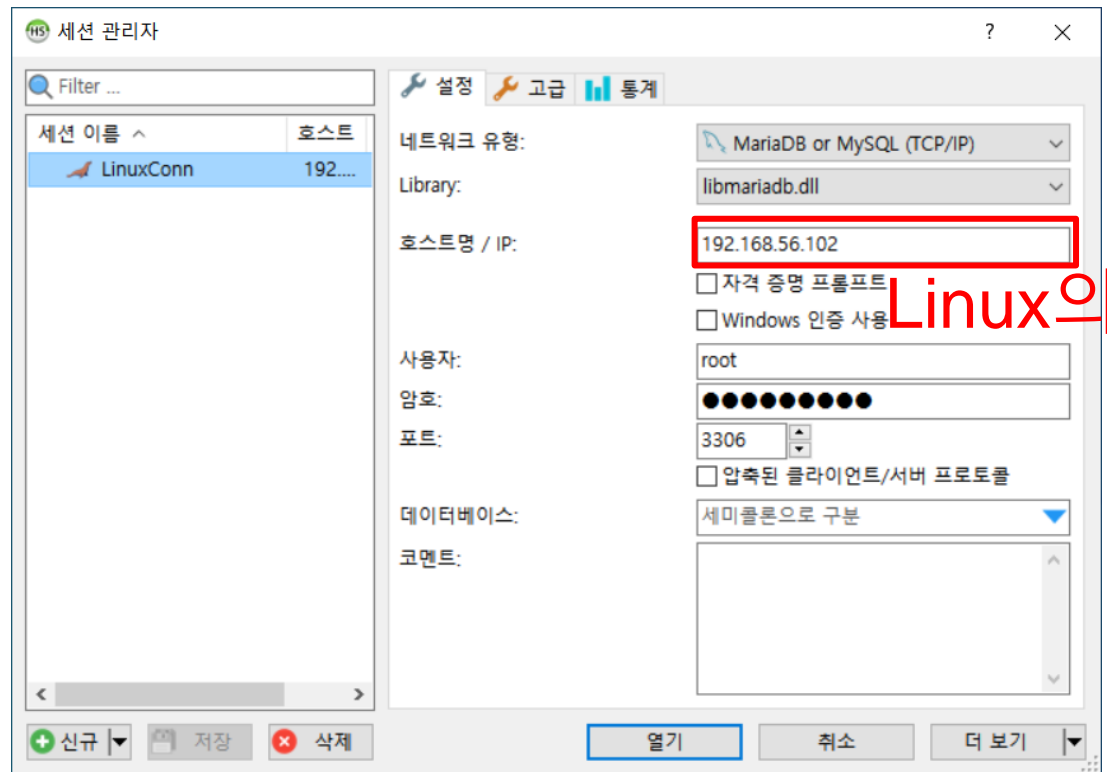 HS 세션 관리자 ?
Filter ...
설정 고급 통계
세션 이름 호스트
LinuxConn 192....
네트워크 유형: MariaDB or MySQL (TCP/IP)
Library: libmariadb.dll
호스트명 / IP: 192.168.56.102
자격 증명 프롬프트
Windows 인증 사용
Linux의
사용자: root
암호: ●●●●●●●●●
포트: 3306
압축된 클라이언트/서버 프로토콜
데이터베이스: 세미콜론으로 구분
코멘트:
신규 저장 삭제 열기 취소 더 보기